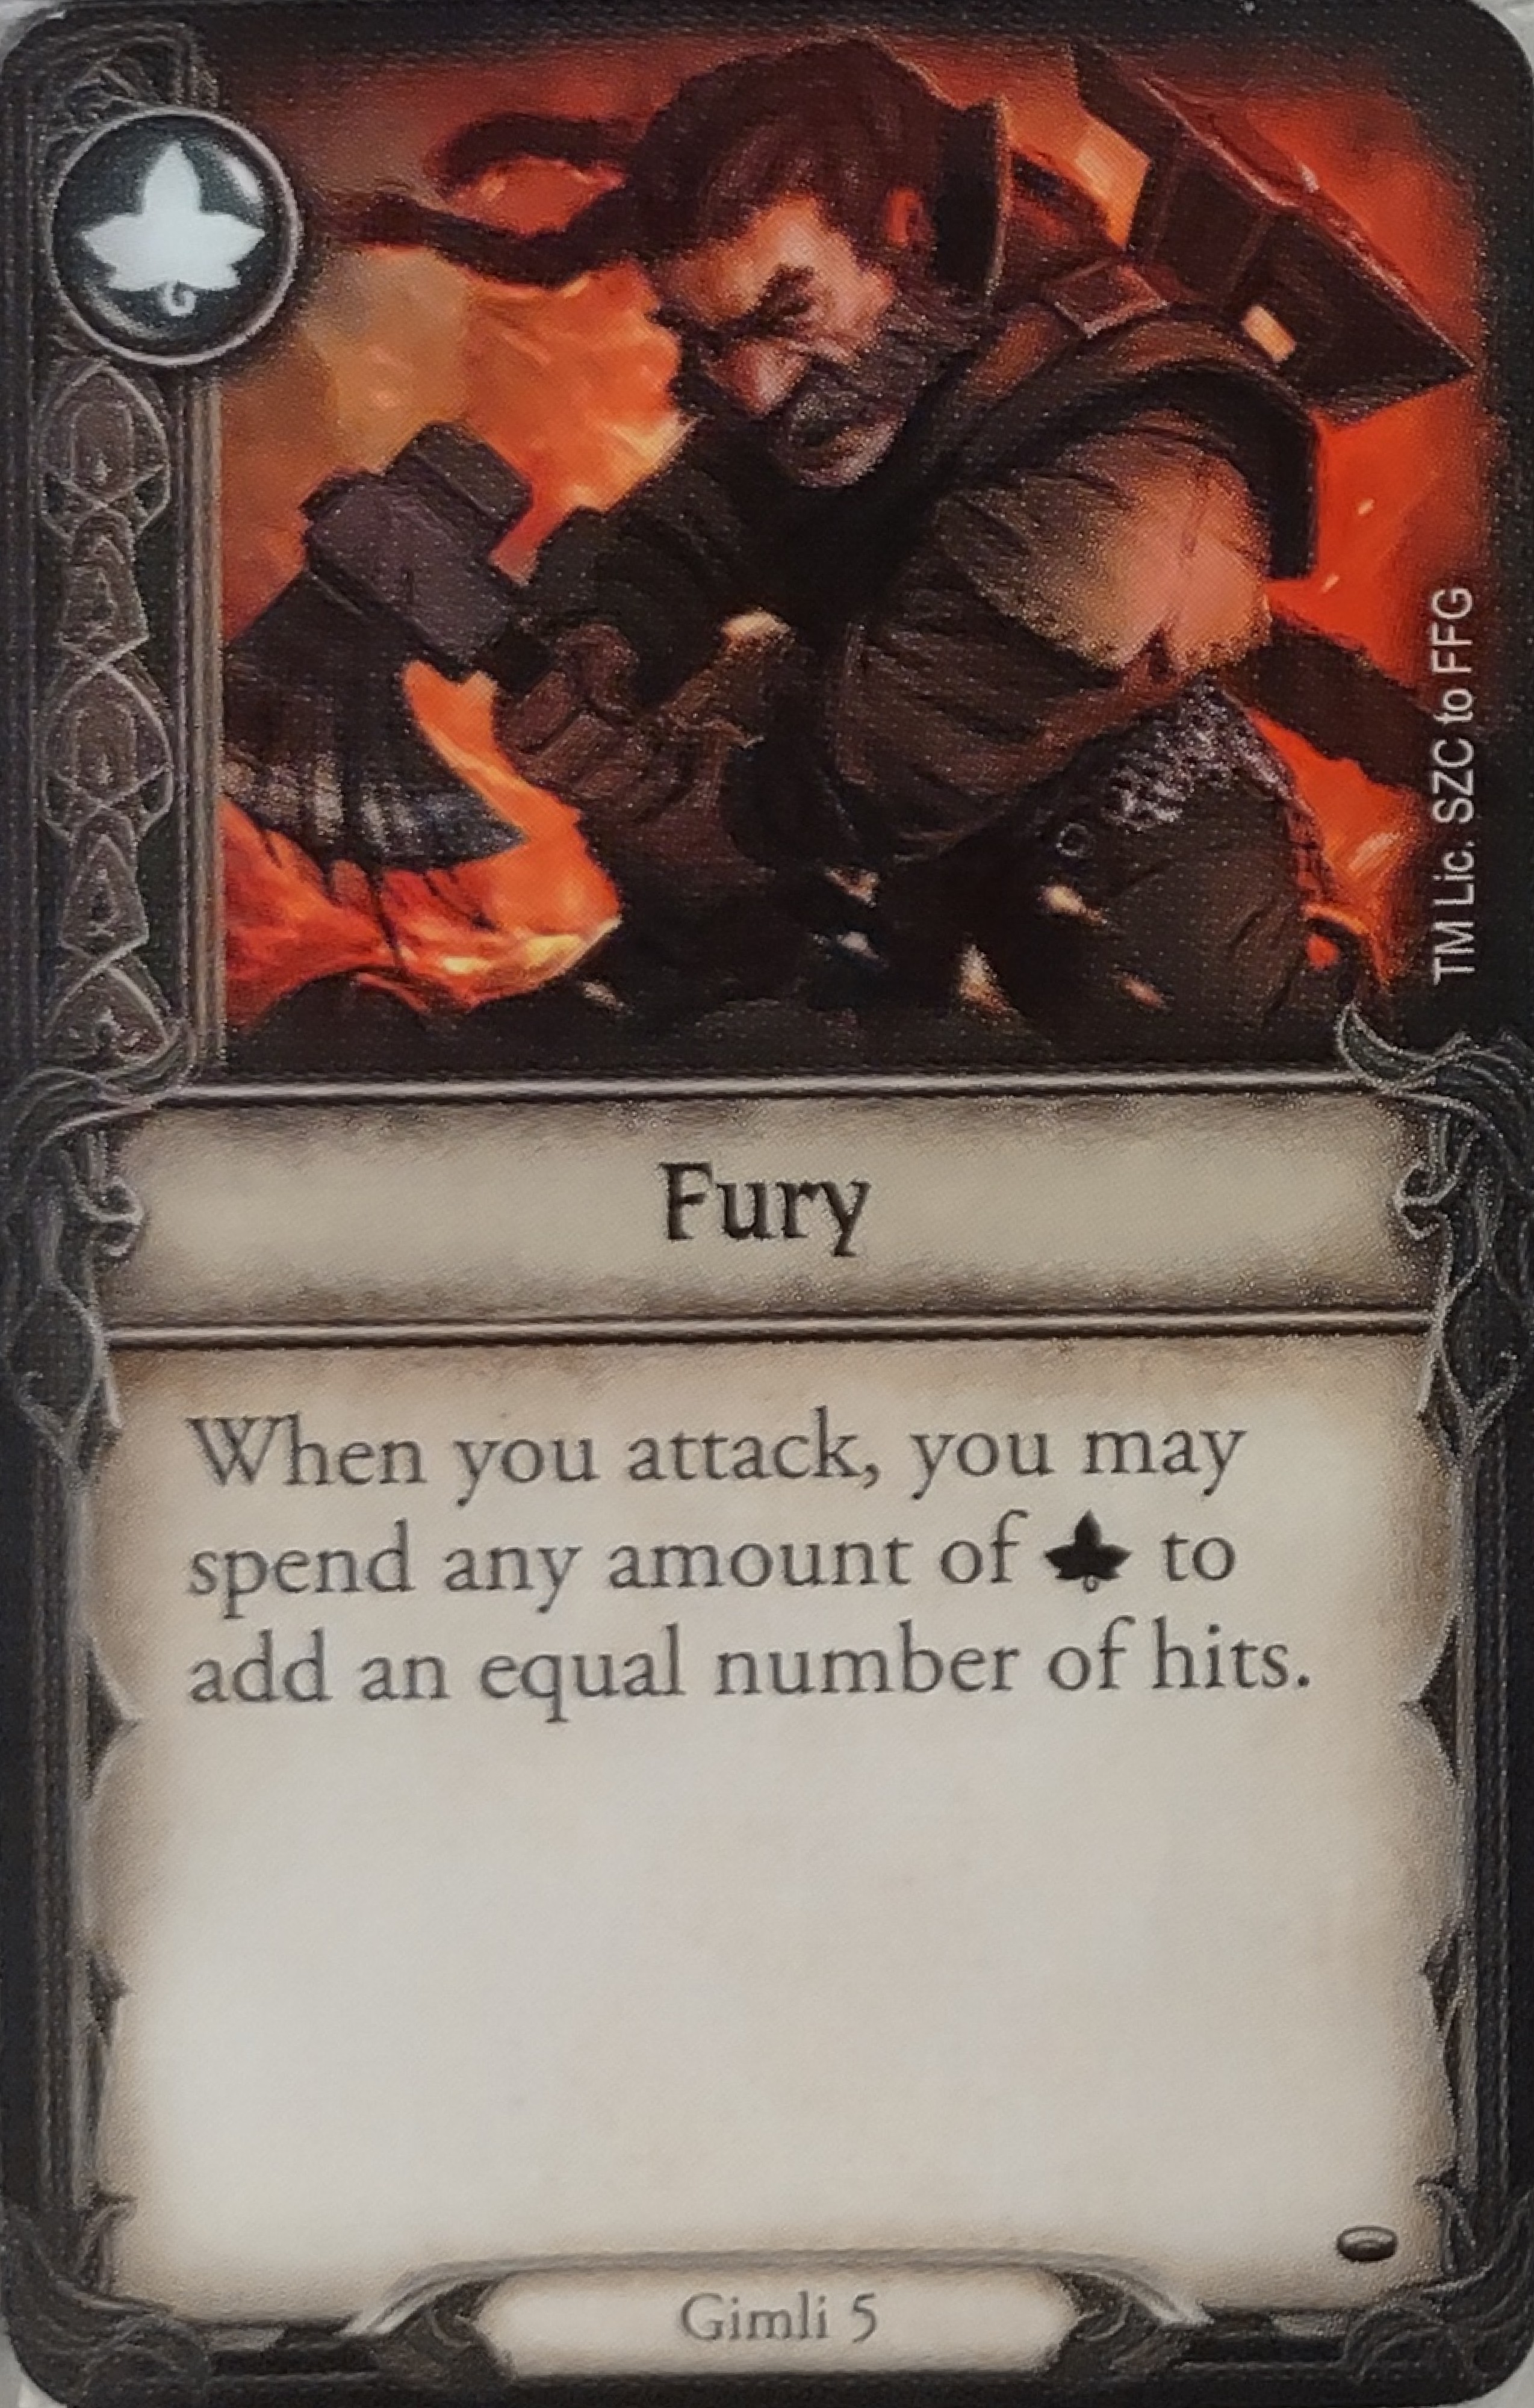 TM Lic. SZC to FFG
Fury
When you attack, you may
spend any amount of to
add an equal number of hits.
Gimli 5